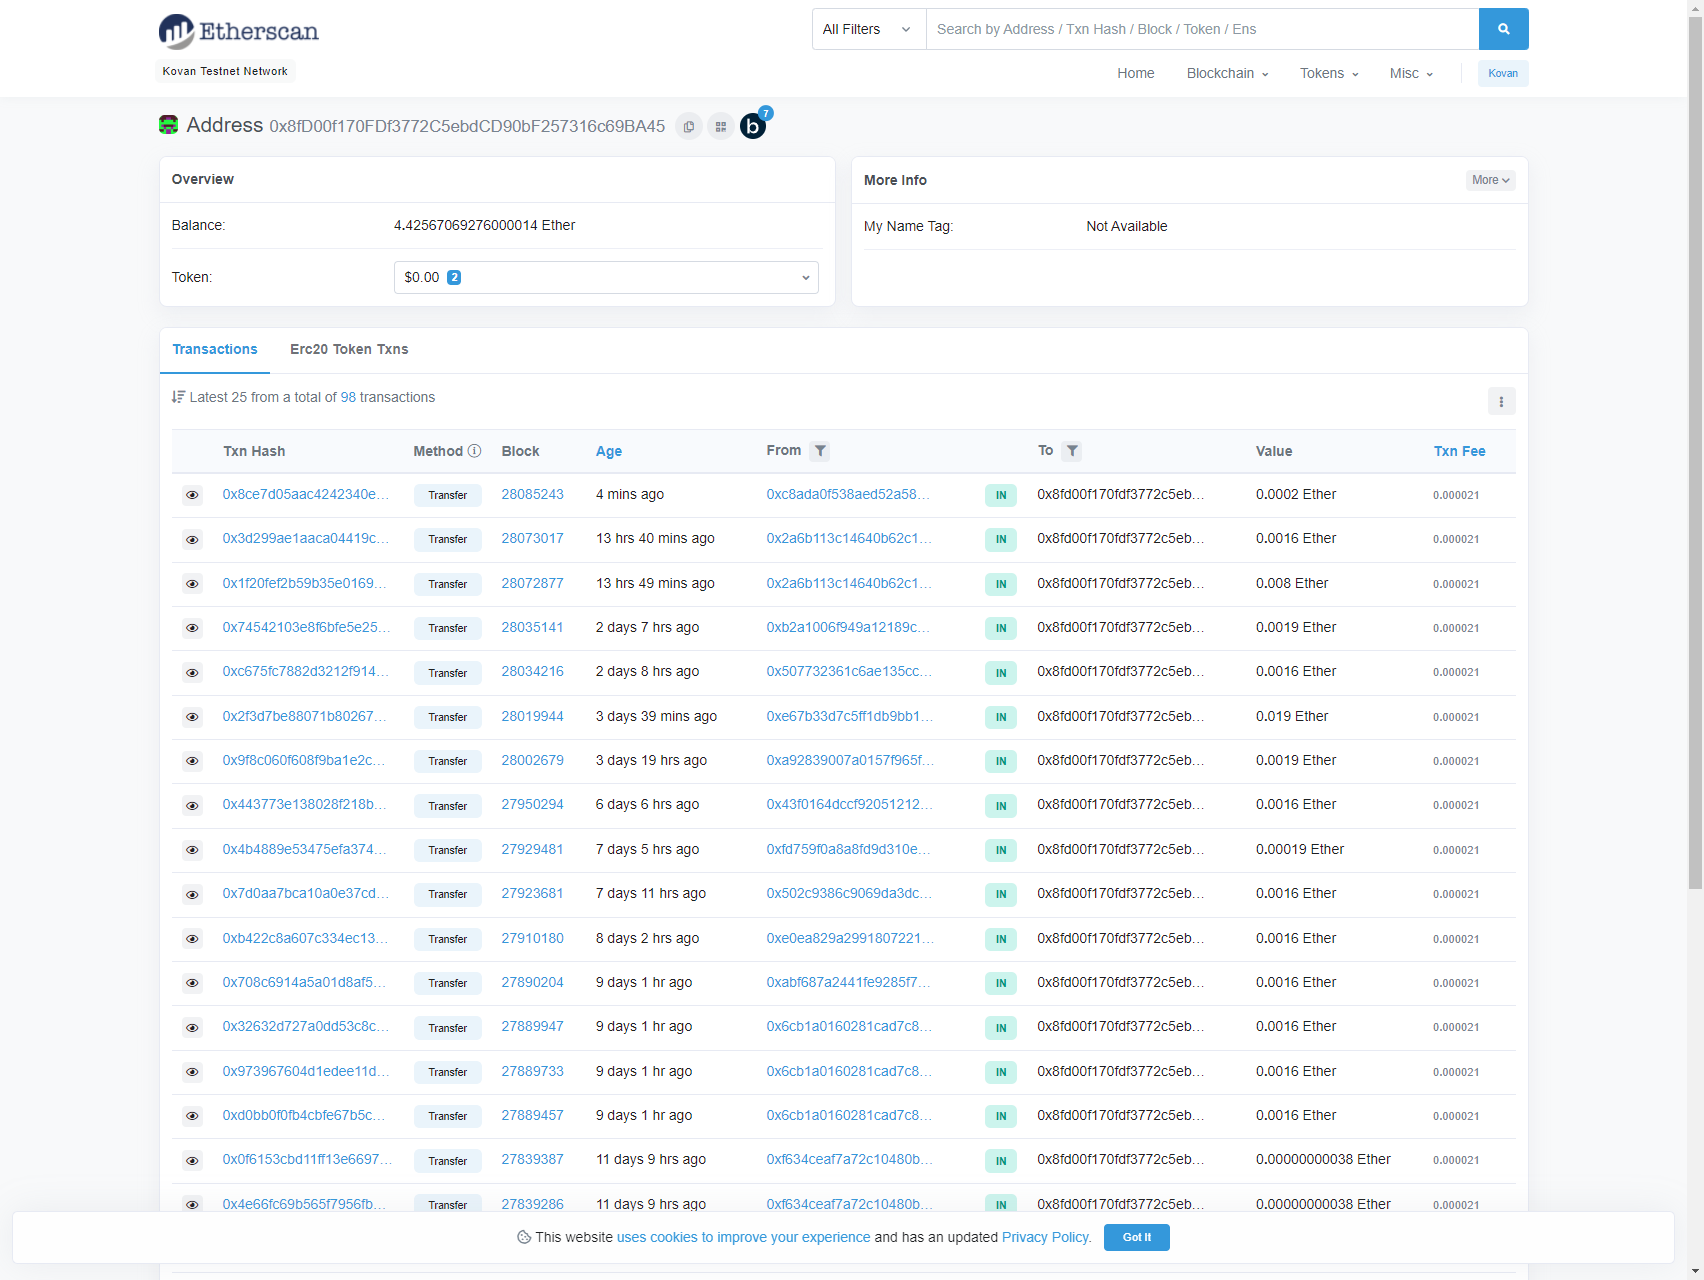 Etherscan
All Filters Search by Address / Txn Hash / Block / Token / Ens
Kovan Testnet Network
Home Blockchain Tokens Misc Kovan
Address 0x8fD00f170FDf3772C5ebdCD90bF257316c69BA45 b 7
Overview
Balance: 4.42567069276000014 Ether
Token: $0.00 2
More Info More
My Name Tag: Not Available
Transactions Erc20 Token Txns
Latest 25 from a total of 98 transactions
Txn Hash Method Block Age From To Value Txn Fee
0x8ce7d05aac4242340e... Transfer 28085243 4 mins ago 0xc8ada0f538aed52a58... IN 0x8fd00f170fdf3772c5eb... 0.0002 Ether 0.000021
0x3d299ae1aaca04419c... Transfer 28073017 13 hrs 40 mins ago 0x2a6b113c14640b62c1... IN 0x8fd00f170fdf3772c5eb... 0.0016 Ether 0.000021
0x1f20fef2b59b35e0169... Transfer 28072877 13 hrs 49 mins ago 0x2a6b113c14640b62c1... IN 0x8fd00f170fdf3772c5eb... 0.008 Ether 0.000021
0x74542103e8f6bfe5e25... Transfer 28035141 2 days 7 hrs ago 0xb2a1006f949a12189c... IN 0x8fd00f170fdf3772c5eb... 0.0019 Ether 0.000021
0xc675fc7882d3212f914... Transfer 28034216 2 days 8 hrs ago 0x507732361c6ae135cc... IN 0x8fd00f170fdf3772c5eb... 0.0016 Ether 0.000021
0x2f3d7be88071b80267... Transfer 28019944 3 days 39 mins ago 0xe67b33d7c5ff1db9bb1... IN 0x8fd00f170fdf3772c5eb... 0.019 Ether 0.000021
0x9f8c060f608f9ba1e2c... Transfer 28002679 3 days 19 hrs ago 0xa92839007a0157f965f... IN 0x8fd00f170fdf3772c5eb... 0.0019 Ether 0.000021
0x443773e138028f218b... Transfer 27950294 6 days 6 hrs ago 0x43f0164dccf92051212... IN 0x8fd00f170fdf3772c5eb... 0.0016 Ether 0.000021
0x4b4889e53475efa374... Transfer 27929481 7 days 5 hrs ago 0xfd759f0a8a8fd9d310e... IN 0x8fd00f170fdf3772c5eb... 0.00019 Ether 0.000021
0x7d0aa7bca10a0e37cd... Transfer 27923681 7 days 11 hrs ago 0x502c9386c9069da3dc... IN 0x8fd00f170fdf3772c5eb... 0.0016 Ether 0.000021
0xb422c8a607c334ec13... Transfer 27910180 8 days 2 hrs ago 0xe0ea829a2991807221... IN 0x8fd00f170fdf3772c5eb... 0.0016 Ether 0.000021
0x708c6914a5a01d8af5... Transfer 27890204 9 days 1 hr ago 0xabf687a2441fe9285f7... IN 0x8fd00f170fdf3772c5eb... 0.0016 Ether 0.000021
0x32632d727a0dd53c8c... Transfer 27889947 9 days 1 hr ago 0x6cb1a0160281cad7c8... IN 0x8fd00f170fdf3772c5eb... 0.0016 Ether 0.000021
0x973967604d1edee11d... Transfer 27889733 9 days 1 hr ago 0x6cb1a0160281cad7c8... IN 0x8fd00f170fdf3772c5eb... 0.0016 Ether 0.000021
0xd0bb0f0fb4cbfe67b5c... Transfer 27889457 9 days 1 hr ago 0x6cb1a0160281cad7c8... IN 0x8fd00f170fdf3772c5eb... 0.0016 Ether 0.000021
0x0f6153cbd11ff13e6697... Transfer 27839387 11 days 9 hrs ago 0xf634ceaf7a72c10480b... IN 0x8fd00f170fdf3772c5eb... 0.00000000038 Ether 0.000021
0x4e66fc69b565f7956fb... Transfer 27839286 11 days 9 hrs ago 0xf634ceaf7a72c10480b... IN 0x8fd00f170fdf3772c5eb... 0.00000000038 Ether 0.000021
This website uses cookies to improve your experience and has an updated Privacy Policy. Got It